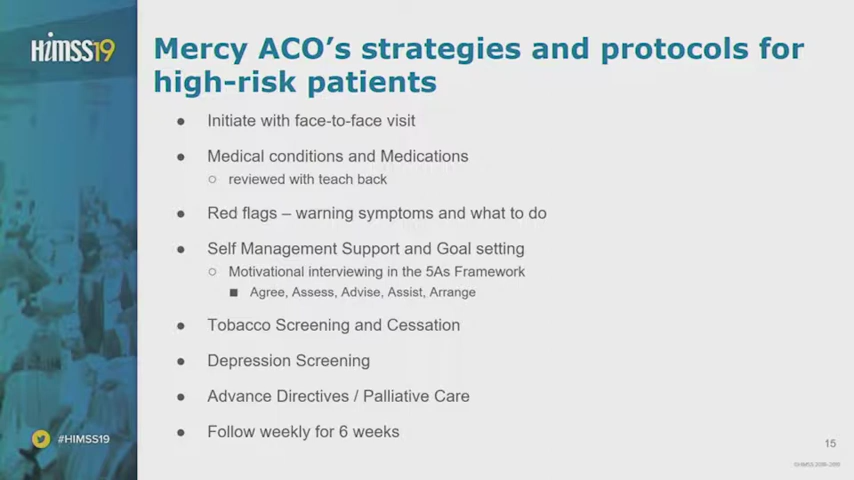 HiMSS19
Mercy ACO's strategies and protocols for
high-risk patients
● Initiate with face-to-face visit
● Medical conditions and Medications
○ reviewed with teach back
● Red flags – warning symptoms and what to do
● Self Management Support and Goal setting
○ Motivational interviewing in the 5As Framework
■ Agree, Assess, Advise, Assist, Arrange
● Tobacco Screening and Cessation
● Depression Screening
● Advance Directives / Palliative Care
● Follow weekly for 6 weeks
#HIMSS19
15